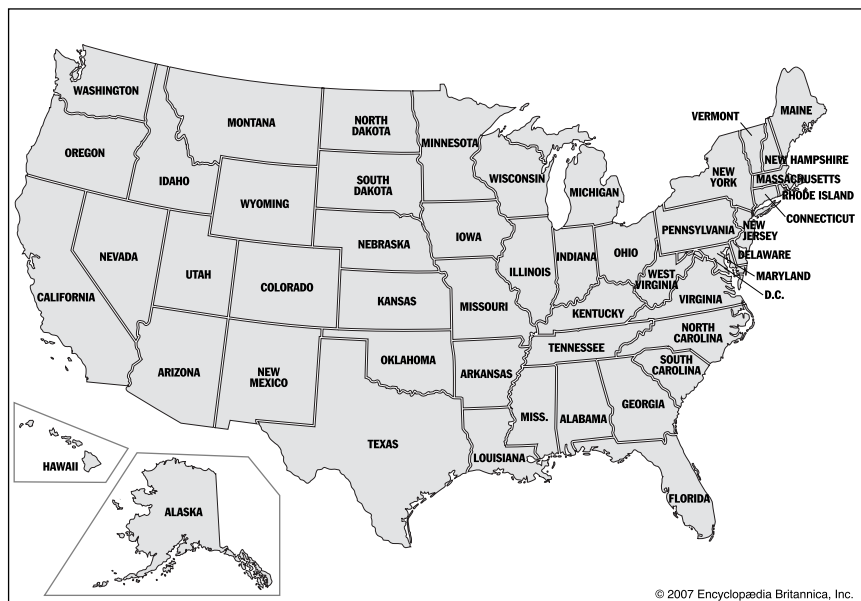 WASHINGTON
MONTANA
NORTH
DAKOTA
MINNESOTA
VERMONT
MAINE
OREGON
IDAHO
SOUTH
DAKOTA
WISCONSIN
MICHIGAN
NEW
YORK
NEW HAMPSHIRE
MASSACHUSETTS
RHODE ISLAND
CONNECTICUT
WYOMING
NEBRASKA
IOWA
PENNSYLVANIA
NEW
JERSEY
NEVADA
UTAH
COLORADO
ILLINOIS
INDIANA
OHIO
DELAWARE
MARYLAND
D.C.
WEST
VIRGINIA
VIRGINIA
CALIFORNIA
KANSAS
MISSOURI
KENTUCKY
NORTH
CAROLINA
ARIZONA
NEW
MEXICO
OKLAHOMA
ARKANSAS
TENNESSEE
SOUTH
CAROLINA
TEXAS
LOUISIANA
MISS.
ALABAMA
GEORGIA
FLORIDA
HAWAII
ALASKA
© 2007 Encyclopædia Britannica, Inc.